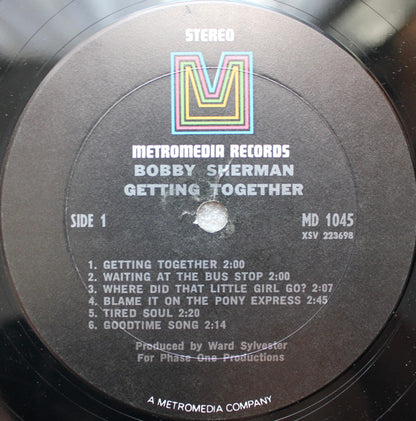 STEREO
M
METROMEDIA RECORDS
BOBBY SHERMAN
GETTING TOGETHER
SIDE 1
MD 1045
XSV 223698
1. GETTING TOGETHER 2:00
2. WAITING AT THE BUS STOP 2:00
3. WHERE DID THAT LITTLE GIRL GO? 2:07
4. BLAME IT ON THE PONY EXPRESS 2:45
5. TIRED SOUL 2:20
6. GOODTIME SONG 2:14
Produced by Ward Sylvester
For Phase One Productions
A METROMEDIA COMPANY